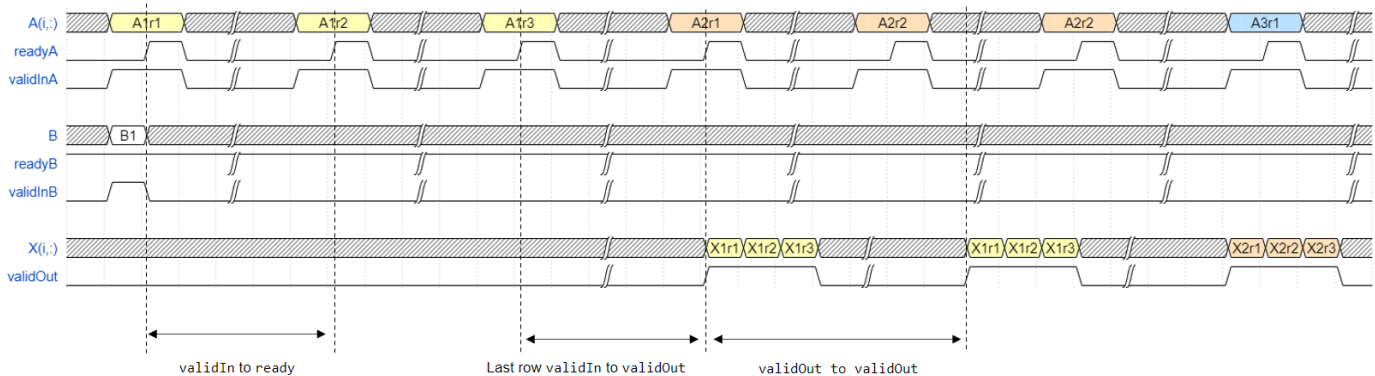 A(i,:) A1r1 A1r2 A1r3 A2r1 A2r2 A2r2 A3r1
readyA
validInA
B B1
readyB
validInB
X(i,:) X1r1 X1r2 X1r3 X1r1 X1r2 X1r3 X2r1 X2r2 X2r3
validOut
validIn to ready Last row validIn to validOut validOut to validOut